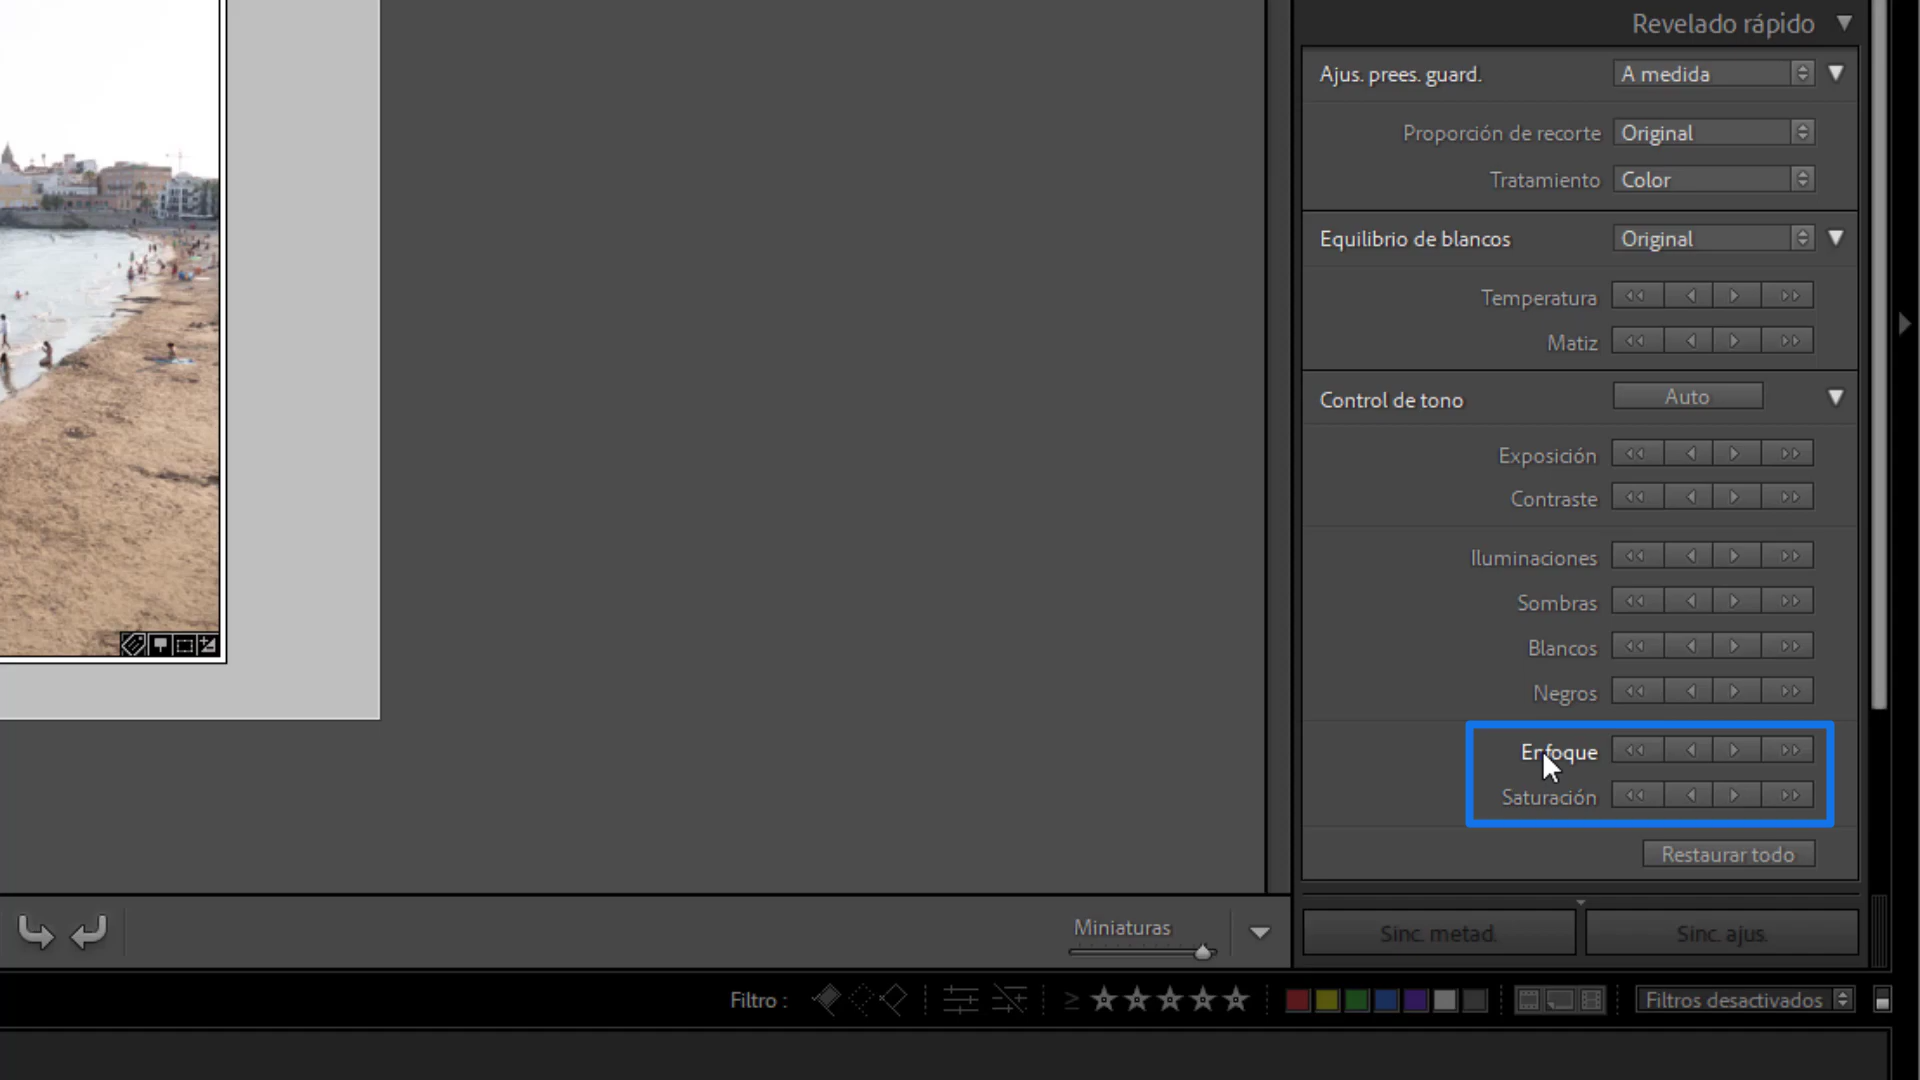 Revelado rápido
Ajus. prees. guard. A medida
Proporción de recorte Original
Tratamiento Color
Equilibrio de blancos Original
Temperatura
Matiz
Control de tono Auto
Exposición
Contraste
Iluminaciones
Sombras
Blancos
Negros
Enfoque
Saturación
Restaurar todo
Miniaturas
Sinc. metad. Sinc. ajus.
Filtro : ≥ Filtros desactivados